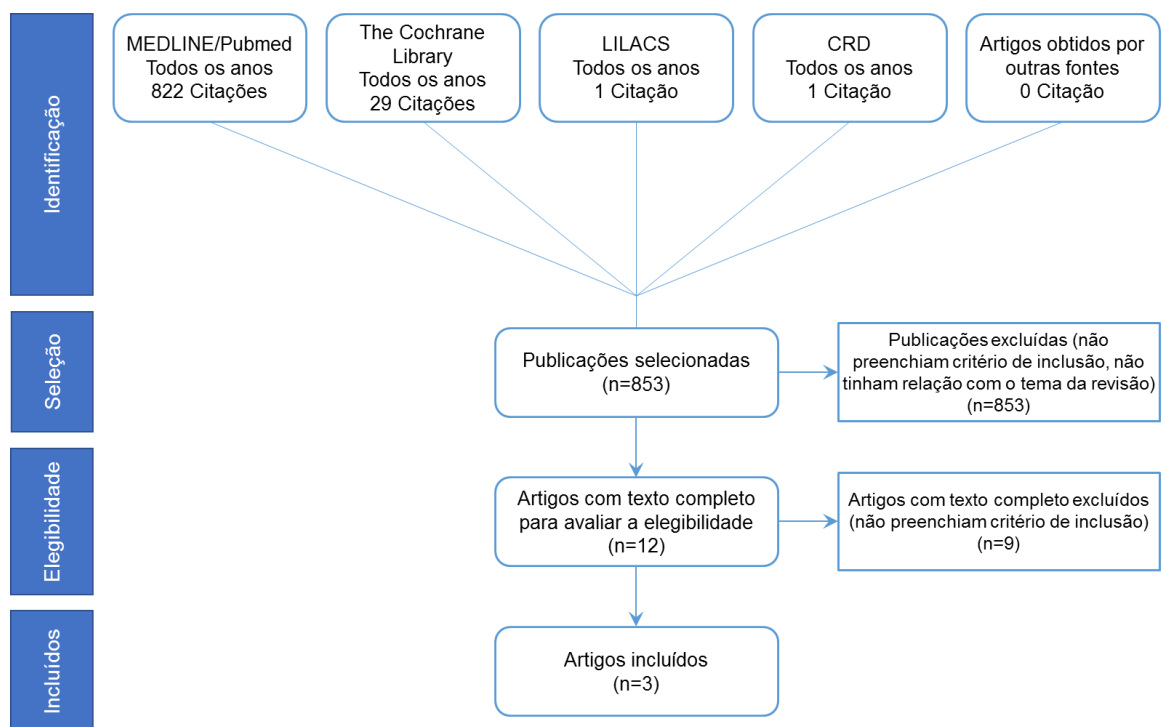 Identificação
MEDLINE/Pubmed
Todos os anos
822 Citações
The Cochrane
Library
Todos os anos
29 Citações
LILACS
Todos os anos
1 Citação
CRD
Todos os anos
1 Citação
Artigos obtidos por
outras fontes
0 Citação
Seleção
Publicações selecionadas
(n=853)
Publicações excluídas (não
preenchiam critério de inclusão, não
tinham relação com o tema da revisão)
(n=853)
Elegibilidade
Artigos com texto completo
para avaliar a elegibilidade
(n=12)
Artigos com texto completo excluídos
(não preenchiam critério de inclusão)
(n=9)
Incluídos
Artigos incluídos
(n=3)